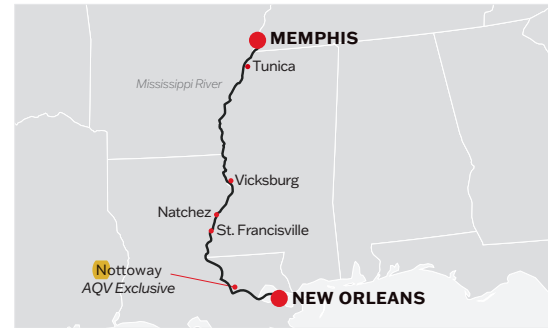 MEMPHIS
Tunica
Mississippi River
Vicksburg
Natchez
St. Francisville
Nottoway
AQV Exclusive
NEW ORLEANS